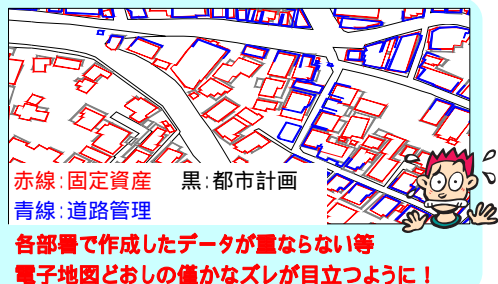 赤線:固定資産 黒:都市計画
青線:道路管理
各部署で作成したデータが重ならない等
電子地図どおしの僅かなズレが目立つように!